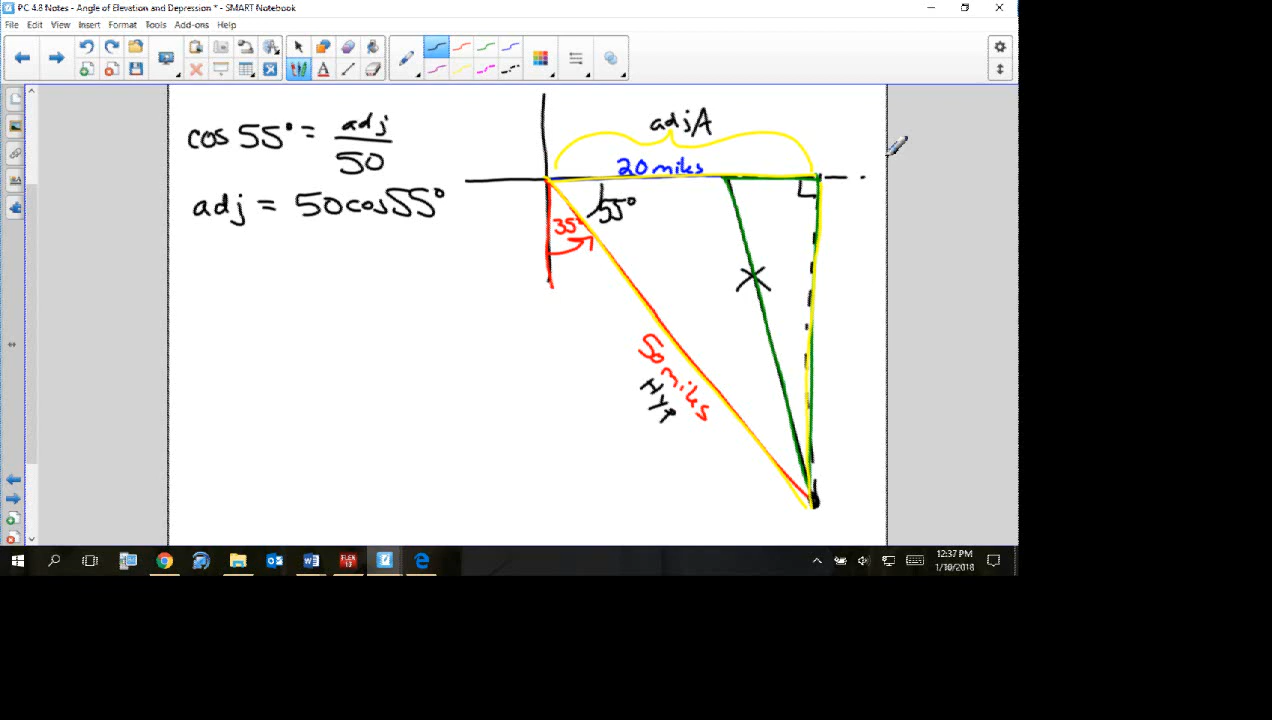 PC 4.8 Notes - Angle of Elevation and Depression * - SMART Notebook
File Edit View Insert Format Tools Add-ons Help
cos 55° = adj
50
adj = 50cos55°
adjA
20 miles
55°
35°
50 miles
Hyp
12:37 PM
1/10/2018